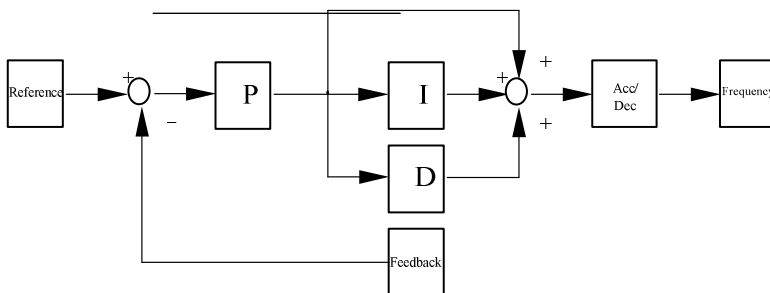 +
+
+
Reference
P
I
Acc/
Dec
Frequency
−
+
D
Feedback